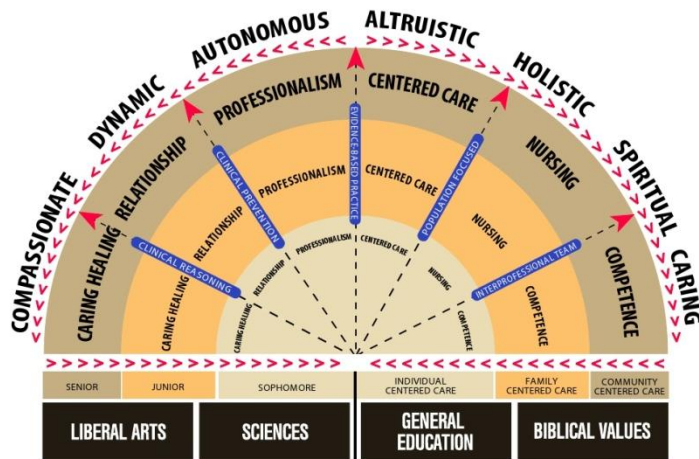 COMPASSIONATE
DYNAMIC
AUTONOMOUS
ALTRUISTIC
HOLISTIC
SPIRITUAL CARING
CARING HEALING RELATIONSHIP
PROFESSIONALISM
CENTERED CARE
NURSING
COMPETENCE
CLINICAL REASONING
CLINICAL PREVENTION
EVIDENCE-BASED PRACTICE
POPULATION FOCUSED
INTERPROFESSIONAL TEAM
CARING HEALING RELATIONSHIP
PROFESSIONALISM
CENTERED CARE
NURSING
COMPETENCE
CARING HEALING RELATIONSHIP
PROFESSIONALISM
CENTERED CARE
NURSING
COMPETENCE
SENIOR
JUNIOR
SOPHOMORE
INDIVIDUAL
CENTERED CARE
FAMILY
CENTERED CARE
COMMUNITY
CENTERED CARE
LIBERAL ARTS
SCIENCES
GENERAL
EDUCATION
BIBLICAL VALUES